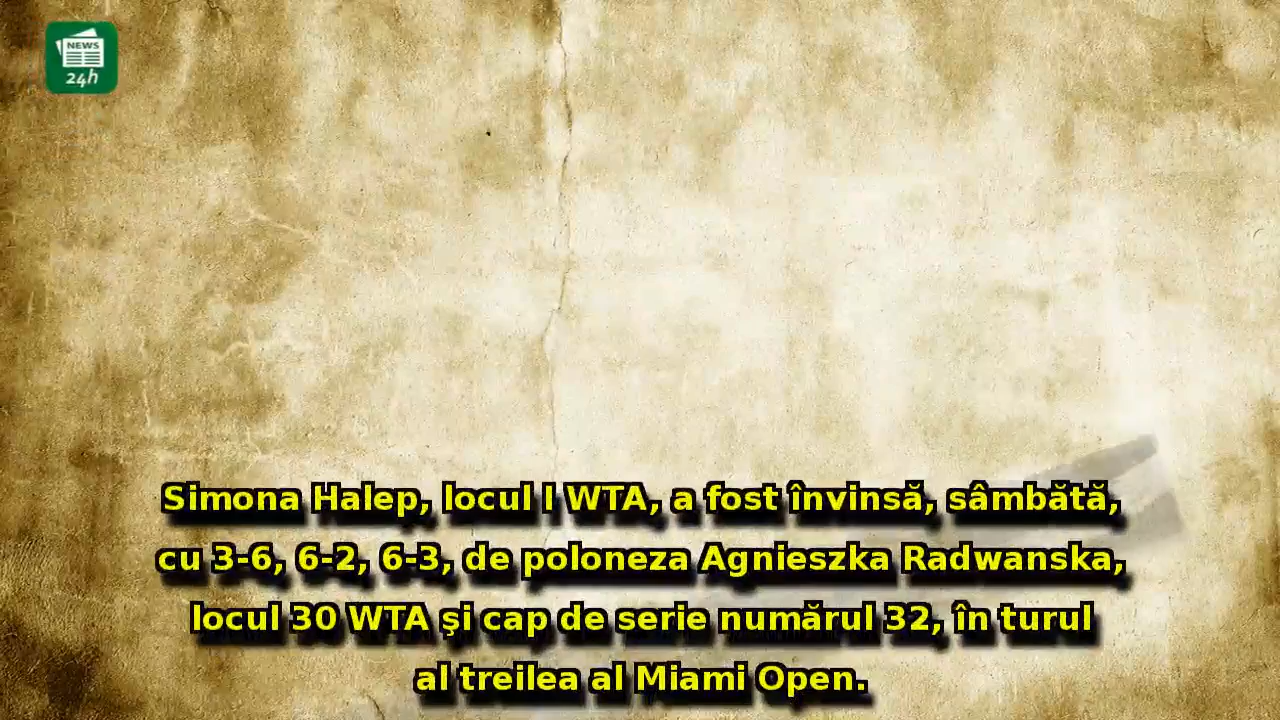 NEWS
24h
Simona Halep, locul I WTA, a fost învinsă, sâmbătă,
cu 3-6, 6-2, 6-3, de poloneza Agnieszka Radwanska,
locul 30 WTA şi cap de serie numărul 32, în turul
al treilea al Miami Open.